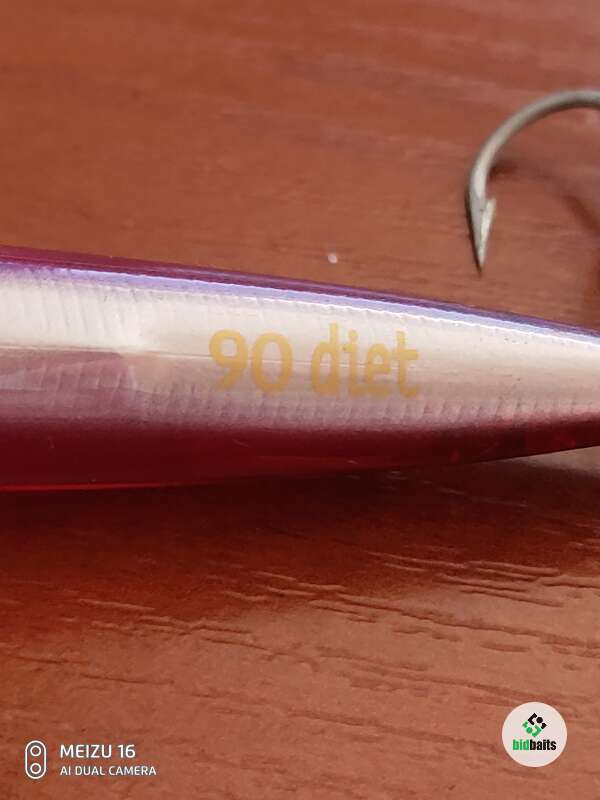 90 diet
bidbaits
MEIZU 16
AI DUAL CAMERA